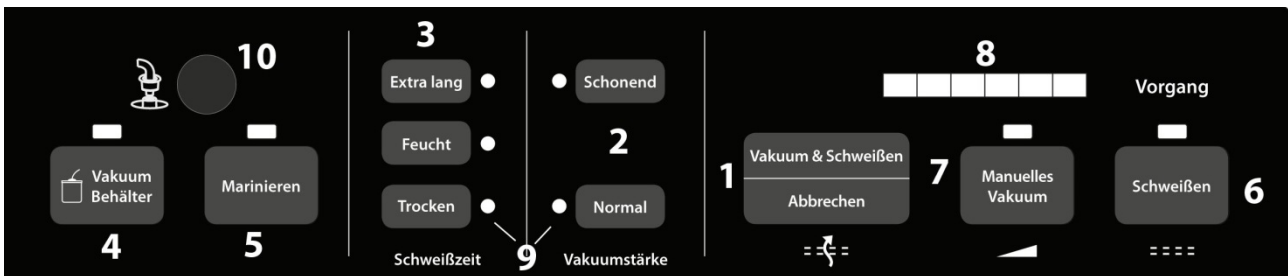 10
Vakuum
Behälter
4
Marinieren
5
3
Extra lang
Feucht
Trocken
Schweißzeit
9
Schonend
2
Normal
Vakuumstärke
1
Vakuum & Schweißen
Abbrechen
8
Vorgang
7
Manuelles
Vakuum
Schweißen
6